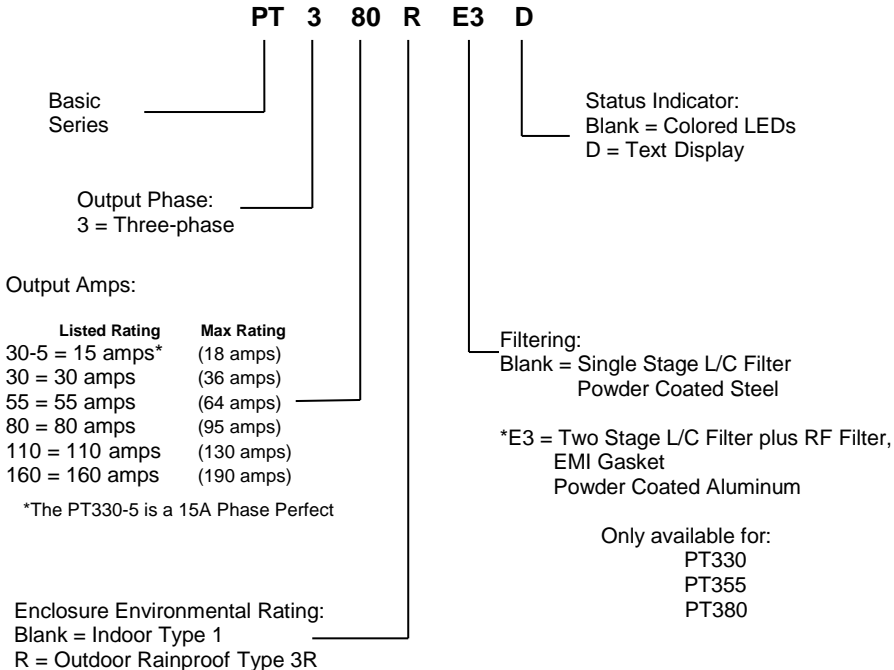 PT 3 80 R E3 D
Basic
Series
Status Indicator:
Blank = Colored LEDs
D = Text Display
Output Phase:
3 = Three-phase
Output Amps:
Listed Rating Max Rating
30-5 = 15 amps* (18 amps)
30 = 30 amps (36 amps)
55 = 55 amps (64 amps)
80 = 80 amps (95 amps)
110 = 110 amps (130 amps)
160 = 160 amps (190 amps)
*The PT330-5 is a 15A Phase Perfect
Filtering:
Blank = Single Stage L/C Filter
Powder Coated Steel
*E3 = Two Stage L/C Filter plus RF Filter,
EMI Gasket
Powder Coated Aluminum
Only available for:
PT330
PT355
PT380
Enclosure Environmental Rating:
Blank = Indoor Type 1
R = Outdoor Rainproof Type 3R